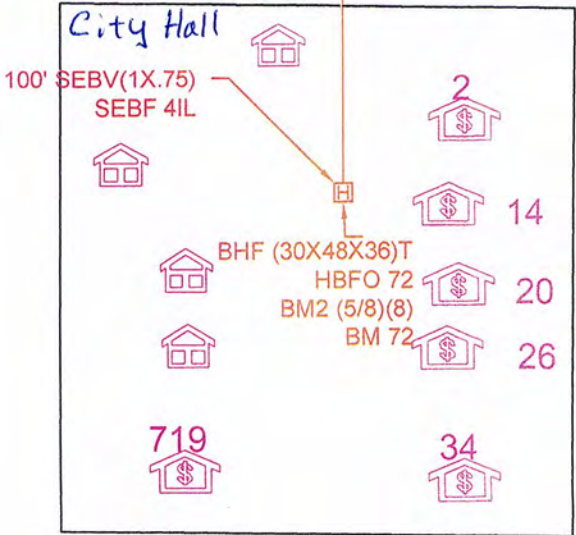 City Hall
100' SEBV(1X.75)
SEBF 4IL
2
$
H
$
14
BHF (30X48X36)T
HBFO 72
BM2 (5/8)(8)
BM 72
$
20
$
26
719
$
34
$